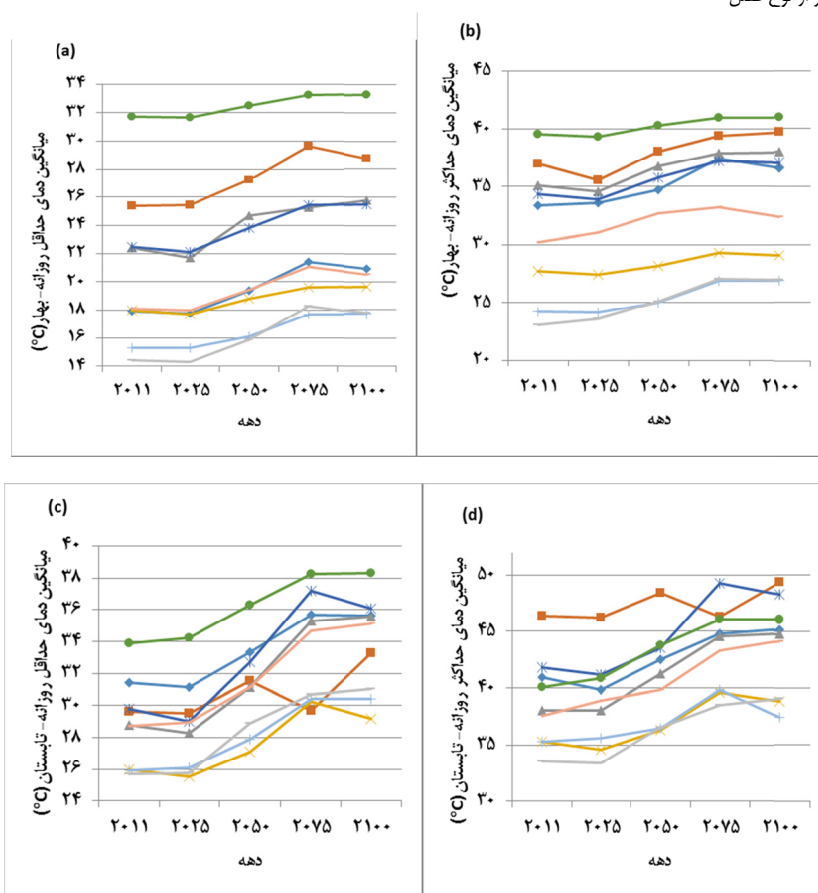 (a)
میانگین دمای حداقل روزانه- بهار(°C)
۳۴
۳۲
۳۰
۲۸
۲۶
۲۴
۲۲
۲۰
۱۸
۱۶
۱۴
۲۰۱۱ ۲۰۲۵ ۲۰۵۰ ۲۰۷۵ ۲۱۰۰
دهه
(b)
میانگین دمای حداکثر روزانه- بهار(°C)
۴۵
۴۰
۳۵
۳۰
۲۵
۲۰
۲۰۱۱ ۲۰۲۵ ۲۰۵۰ ۲۰۷۵ ۲۱۰۰
دهه
(c)
میانگین دمای حداقل روزانه- تابستان(°C)
۴۰
۳۸
۳۶
۳۴
۳۲
۳۰
۲۸
۲۶
۲۴
۲۰۱۱ ۲۰۲۵ ۲۰۵۰ ۲۰۷۵ ۲۱۰۰
دهه
(d)
میانگین دمای حداکثر روزانه- تابستان(°C)
۵۰
۴۵
۴۰
۳۵
۳۰
۲۰۱۱ ۲۰۲۵ ۲۰۵۰ ۲۰۷۵ ۲۱۰۰
دهه